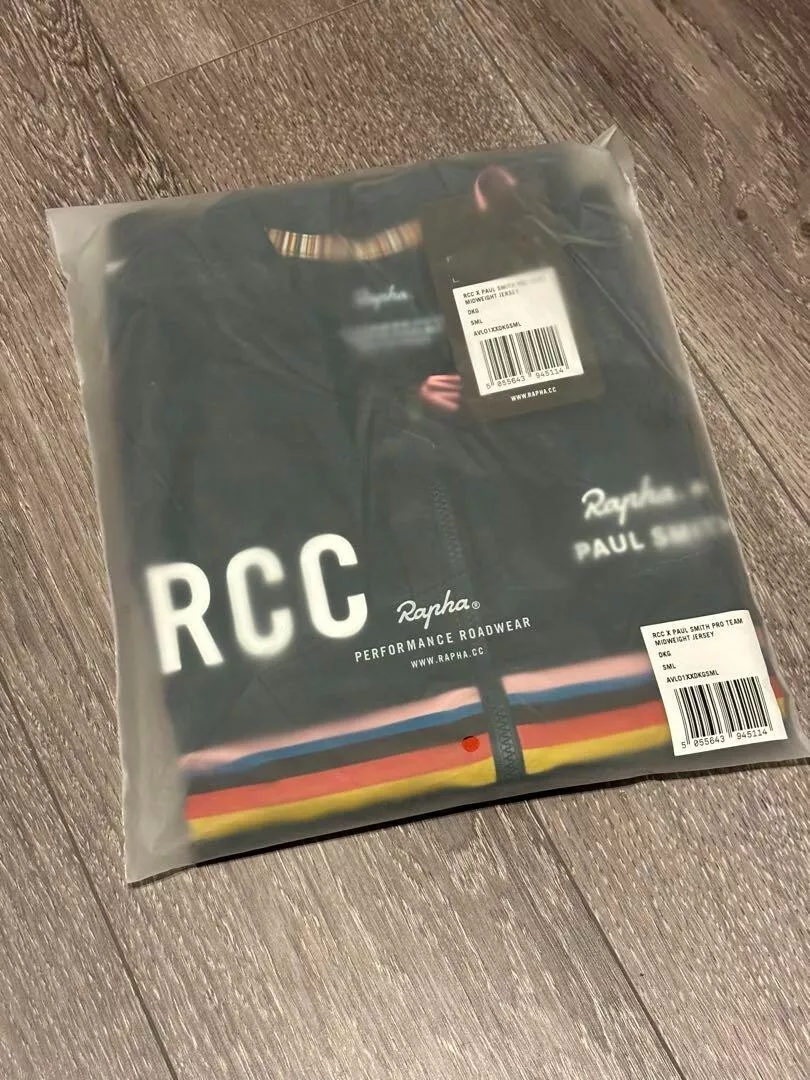 Rapha
RCC X PAUL SMITH PRO TEAM
MIDWEIGHT JERSEY
DKG
SML
AVL01XXDKGSML
5 055643 945114
WWW.RAPHA.CC
Rapha +
PAUL SMITH
RCC
Rapha®
PERFORMANCE ROADWEAR
WWW.RAPHA.CC
RCC X PAUL SMITH PRO TEAM
MIDWEIGHT JERSEY
DKG
SML
AVL01XXDKGSML
5 055643 945114